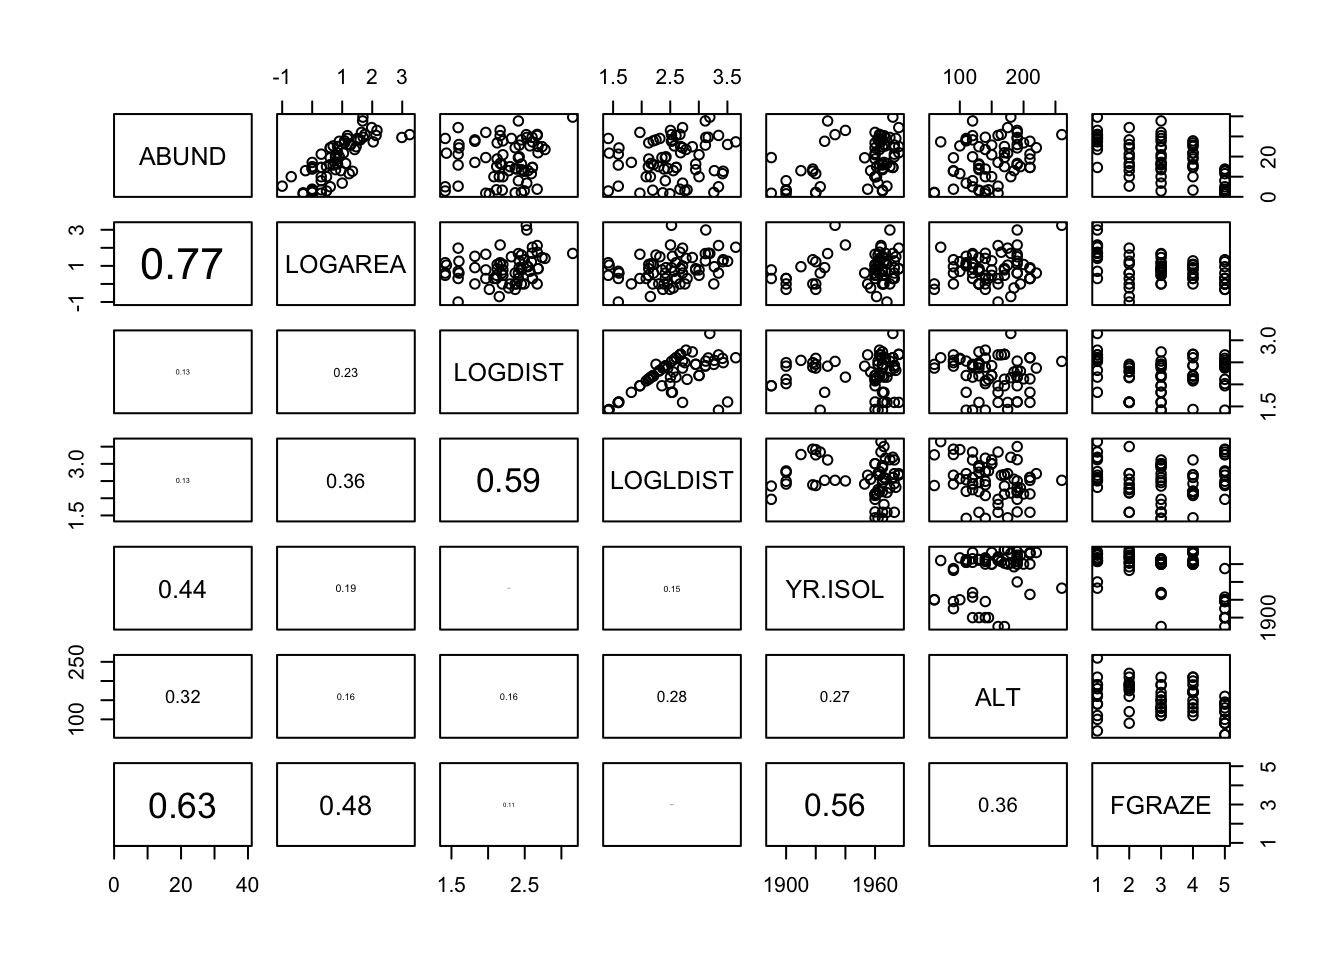 -1 1 2 3 1.5 2.5 3.5 100 200
ABUND
0 20
-1 1 3
0.77 LOGAREA
0.13 0.23 LOGDIST
1.5 3.0
1.5 3.0
0.13 0.36 0.59 LOGLDIST
0.44 0.19 0.15 YR.ISOL
1900
100 250
0.32 0.16 0.16 0.28 0.27 ALT
0.63 0.48 0.11 0.56 0.36 FGRAZE
1 3 5
0 20 40 1.5 2.5 1900 1960 1 2 3 4 5